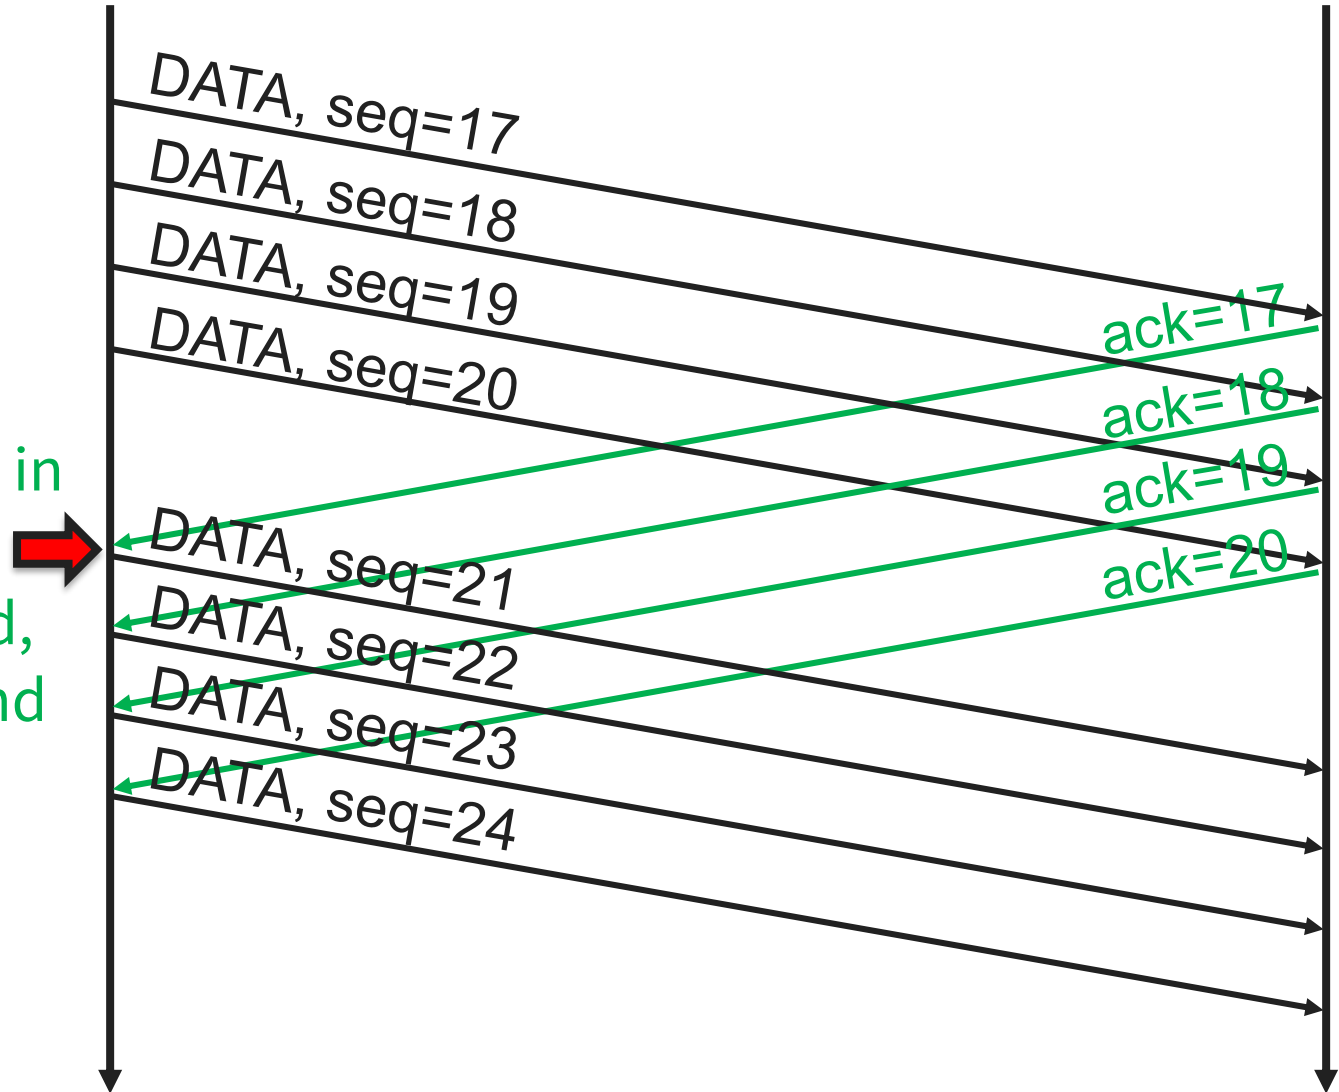 DATA, seq=17
DATA, seq=18
DATA, seq=19
DATA, seq=20
ack=17
ack=18
ack=19
ack=20
in
d,
nd
DATA, seq=21
DATA, seq=22
DATA, seq=23
DATA, seq=24